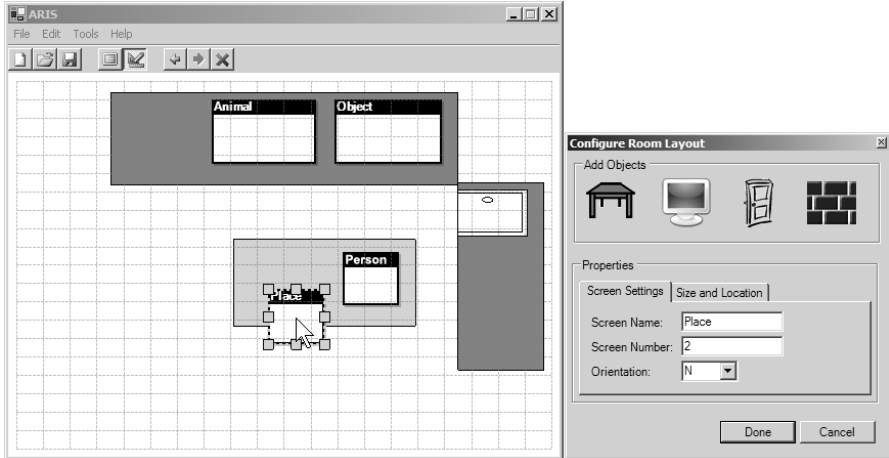 ARIS
File Edit Tools Help
Animal
Object
Person
Place
Configure Room Layout
Add Objects
Properties
Screen Settings
Size and Location
Screen Name: Place
Screen Number: 2
Orientation: N
Done
Cancel